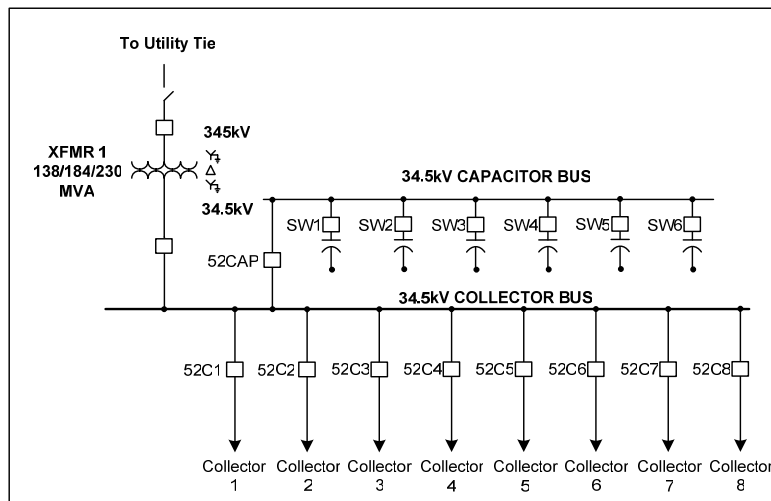 To Utility Tie
345kV
XFMR 1
138/184/230
MVA
34.5kV
34.5kV CAPACITOR BUS
SW1 SW2 SW3 SW4 SW5 SW6
52CAP
34.5kV COLLECTOR BUS
52C1 52C2 52C3 52C4 52C5 52C6 52C7 52C8
Collector Collector Collector Collector Collector Collector Collector Collector
1 2 3 4 5 6 7 8